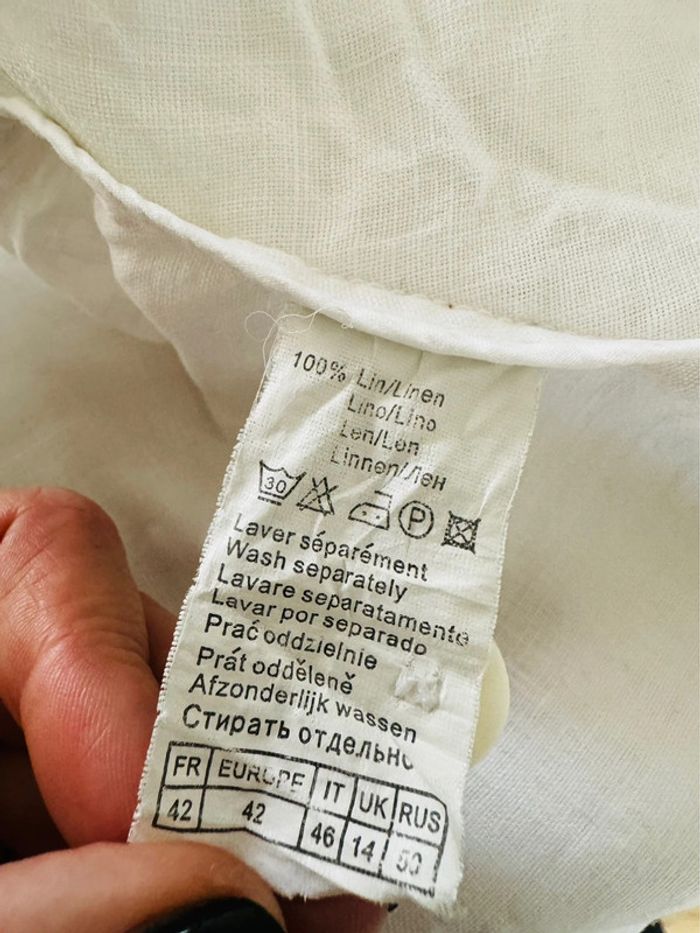 100% Lin/Linen
Lino/Lino
Len/Len
Linnen/Лен
30 P
Laver séparément
Wash separately
Lavare separatamente
Lavar por separado
Prać oddzielnie
Prát odděleně
Afzonderlijk wassen
Стирать отдельно
FR EUROPE IT UK RUS
42 42 46 14 50